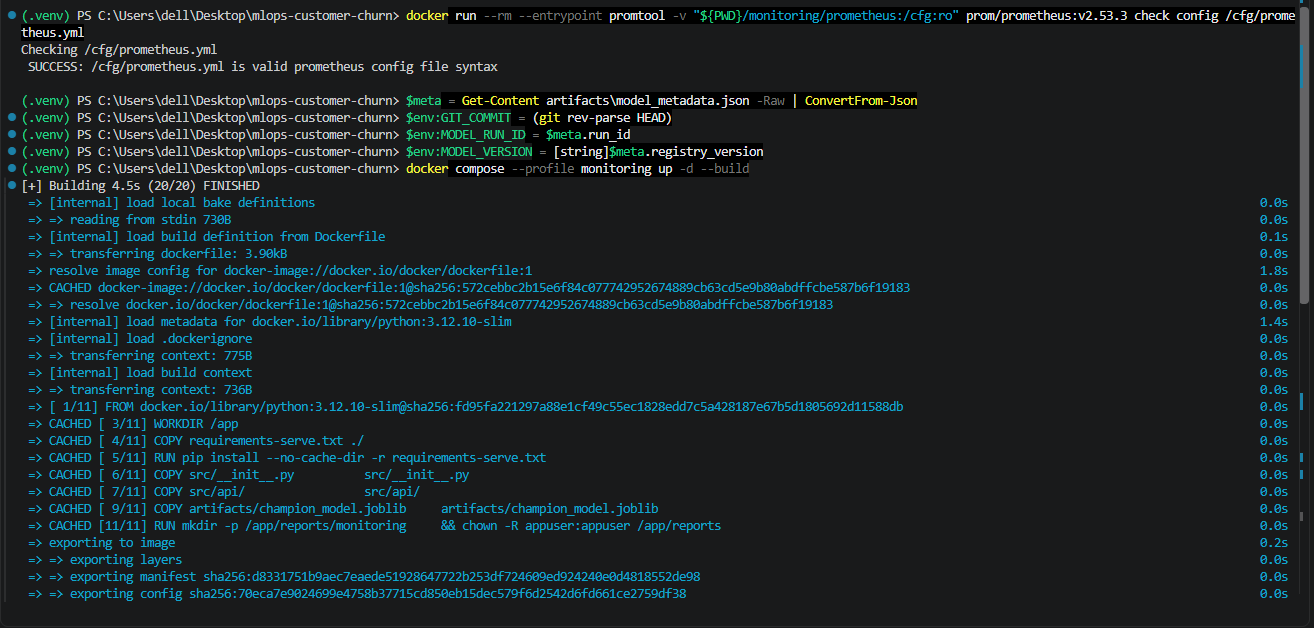 (.venv) PS C:\Users\dell\Desktop\mlops-customer-churn> docker run --rm --entrypoint promtool -v "${PWD}/monitoring/prometheus:/cfg:ro" prom/prometheus:v2.53.3 check config /cfg/prome
theus.yml
Checking /cfg/prometheus.yml
SUCCESS: /cfg/prometheus.yml is valid prometheus config file syntax
(.venv) PS C:\Users\dell\Desktop\mlops-customer-churn> $meta = Get-Content artifacts\model_metadata.json -Raw | ConvertFrom-Json
(.venv) PS C:\Users\dell\Desktop\mlops-customer-churn> $env:GIT_COMMIT = (git rev-parse HEAD)
(.venv) PS C:\Users\dell\Desktop\mlops-customer-churn> $env:MODEL_RUN_ID = $meta.run_id
(.venv) PS C:\Users\dell\Desktop\mlops-customer-churn> $env:MODEL_VERSION = [string]$meta.registry_version
(.venv) PS C:\Users\dell\Desktop\mlops-customer-churn> docker compose --profile monitoring up -d --build
[+] Building 4.5s (20/20) FINISHED
=> [internal] load local bake definitions 0.0s
=> => reading from stdin 730B 0.0s
=> [internal] load build definition from Dockerfile 0.1s
=> => transferring dockerfile: 3.90kB 0.0s
=> resolve image config for docker-image://docker.io/docker/dockerfile:1 1.8s
=> CACHED docker-image://docker.io/docker/dockerfile:1@sha256:572cebbc2b15e6f84c077742952674889cb63cd5e9b80abdffcbe587b6f19183 0.0s
=> => resolve docker.io/docker/dockerfile:1@sha256:572cebbc2b15e6f84c077742952674889cb63cd5e9b80abdffcbe587b6f19183 0.0s
=> [internal] load metadata for docker.io/library/python:3.12.10-slim 1.4s
=> [internal] load .dockerignore 0.0s
=> => transferring context: 775B 0.0s
=> [internal] load build context 0.0s
=> => transferring context: 736B 0.0s
=> [ 1/11] FROM docker.io/library/python:3.12.10-slim@sha256:fd95fa221297a88e1cf49c55ec1828edd7c5a428187e67b5d1805692d11588db 0.0s
=> CACHED [ 3/11] WORKDIR /app 0.0s
=> CACHED [ 4/11] COPY requirements-serve.txt ./ 0.0s
=> CACHED [ 5/11] RUN pip install --no-cache-dir -r requirements-serve.txt 0.0s
=> CACHED [ 6/11] COPY src/__init__.py src/__init__.py 0.0s
=> CACHED [ 7/11] COPY src/api/ src/api/ 0.0s
=> CACHED [ 9/11] COPY artifacts/champion_model.joblib artifacts/champion_model.joblib 0.0s
=> CACHED [11/11] RUN mkdir -p /app/reports/monitoring && chown -R appuser:appuser /app/reports 0.0s
=> exporting to image 0.2s
=> => exporting layers 0.0s
=> => exporting manifest sha256:d8331751b9aec7eaede51928647722b253df724609ed924240e0d4818552de98 0.0s
=> => exporting config sha256:70eca7e9024699e4758b37715cd850eb15dec579f6d2542d6fd661ce2759df38 0.0s